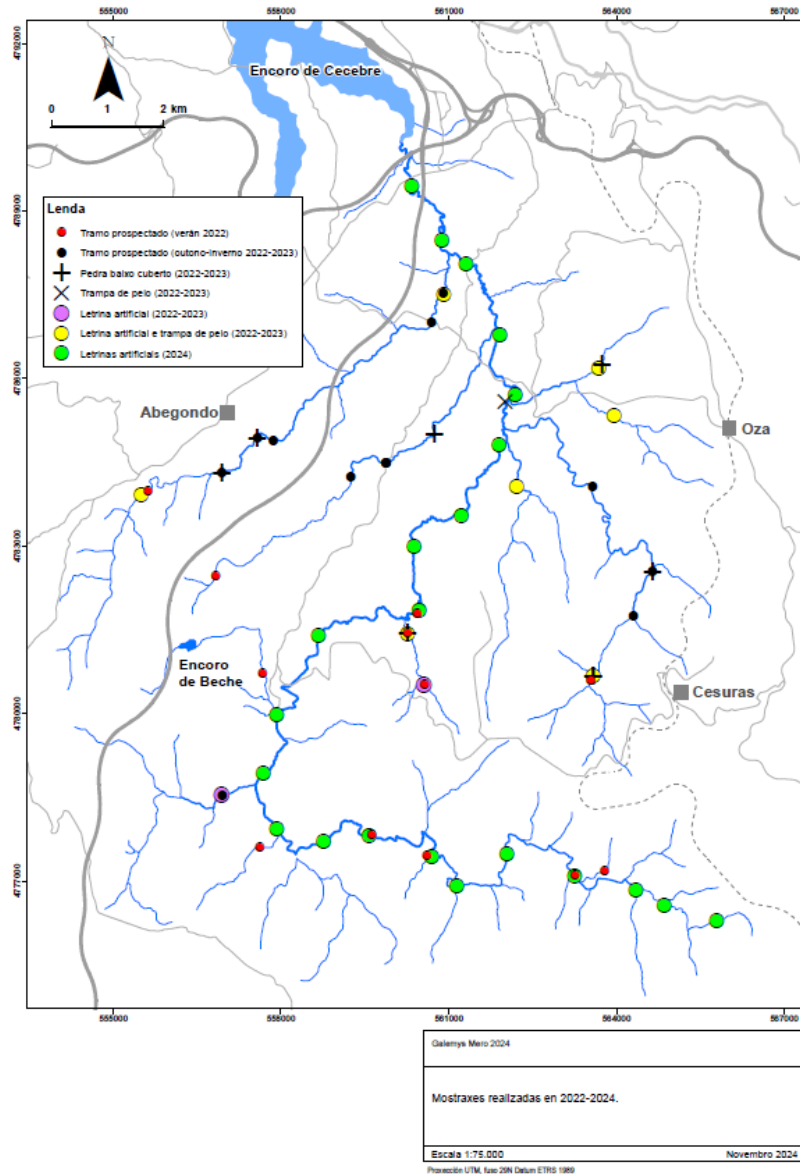 555000
558000
561000
564000
567000
4792000
N
Encoro de Cecebre
0
1
2 km
4789000
Lenda
Tramo prospectado (verán 2022)
Tramo prospectado (outono-inverno 2022-2023)
Pedra baixo cuberto (2022-2023)
Trampa de pelo (2022-2023)
Letrina artificial (2022-2023)
Letrina artificial e trampa de pelo (2022-2023)
Letrinas artificiais (2024)
Abegondo
Oza
4783000
Encoro
de Beche
Cesuras
4780000
4777000
555000
558000
561000
564000
567000
Galemys Mero 2024
Mostraxes realizadas en 2022-2024.
Escala 1:75.000
Novembro 2024
Proxección UTM, fuso 29N Datum ETRS 1989